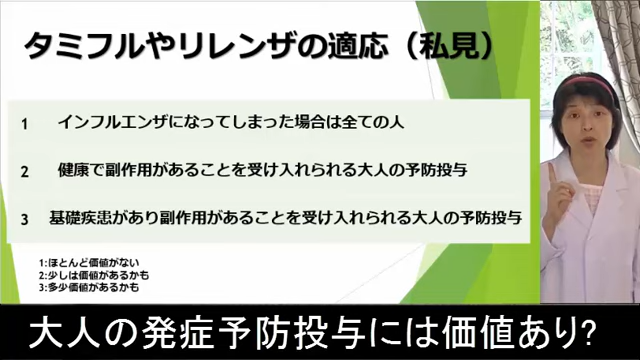 タミフルやリレンザの適応（私見）
1 インフルエンザになってしまった場合は全ての人
2 健康で副作用があることを受け入れられる大人の予防投与
3 基礎疾患があり副作用があることを受け入れられる大人の予防投与
1:ほとんど価値がない
2:少しは価値があるかも
3:多少価値があるかも
大人の発症予防投与には価値あり?